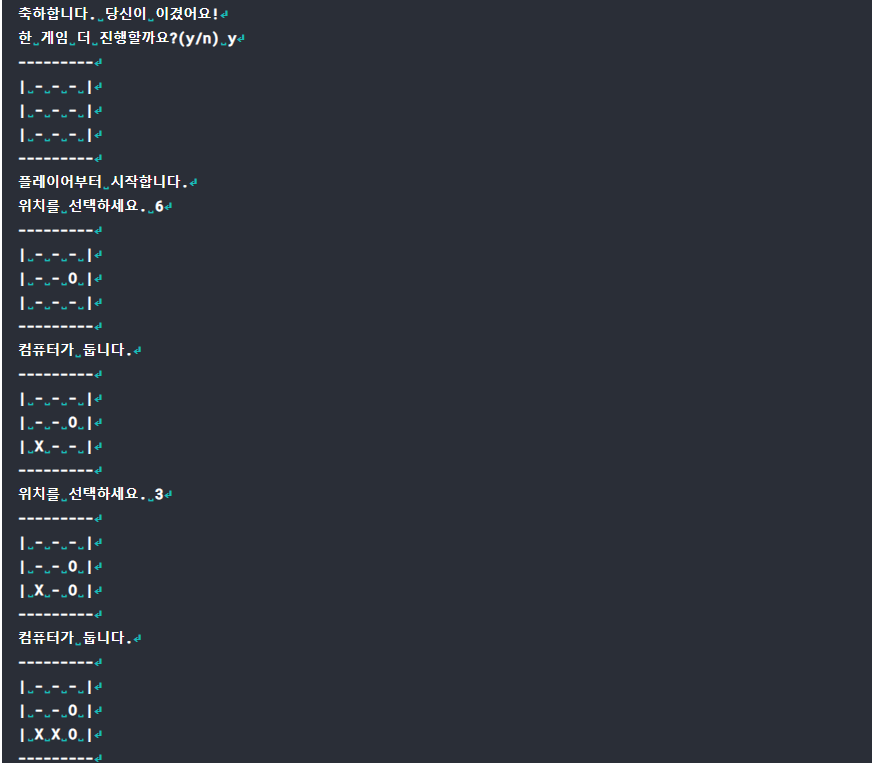 축하합니다. 당신이 이겼어요!
한 게임 더 진행할까요?(y/n) y
---------
| - - - |
| - - - |
| - - - |
---------
플레이어부터 시작합니다.
위치를 선택하세요. 6
---------
| - - - |
| - - O |
| - - - |
---------
컴퓨터가 둡니다.
---------
| - - - |
| - - O |
| X - - |
---------
위치를 선택하세요. 3
---------
| - - - |
| - - O |
| X - O |
---------
컴퓨터가 둡니다.
---------
| - - - |
| - - O |
| X X O |
---------